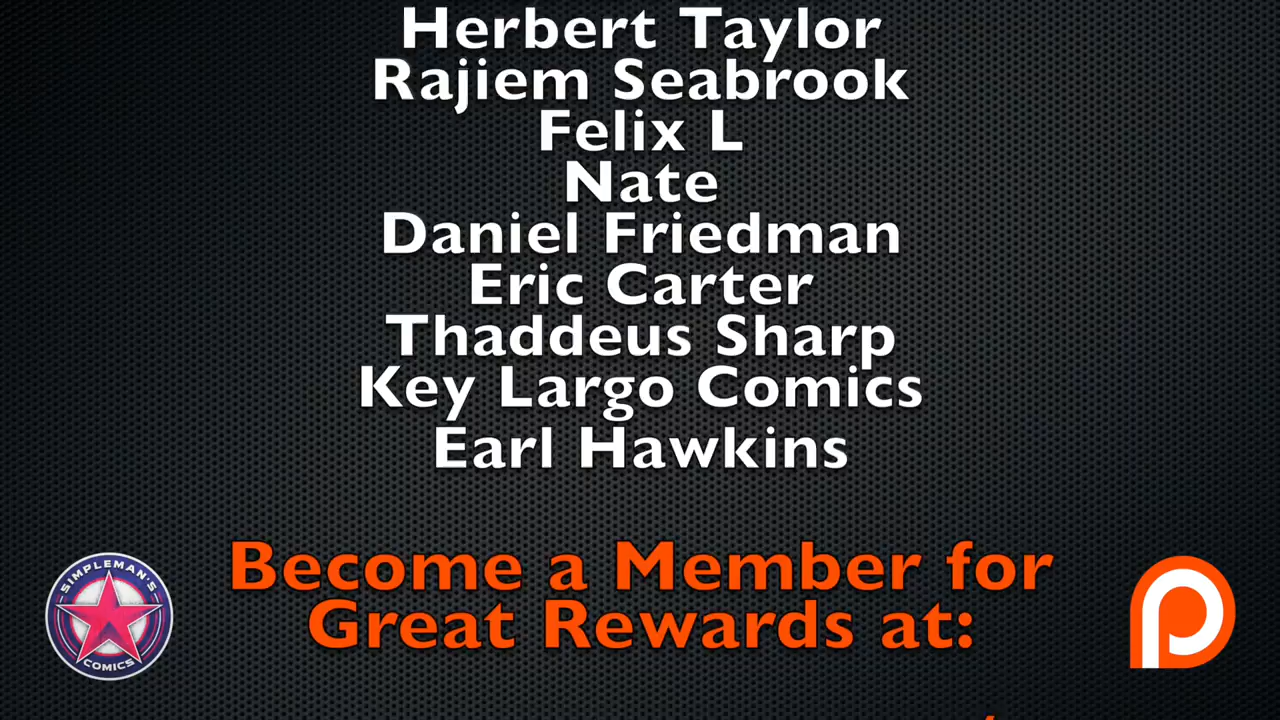 Herbert Taylor
Rajiem Seabrook
Felix L
Nate
Daniel Friedman
Eric Carter
Thaddeus Sharp
Key Largo Comics
Earl Hawkins
Become a Member for
Great Rewards at:
SIMPLEMAN'S
COMICS